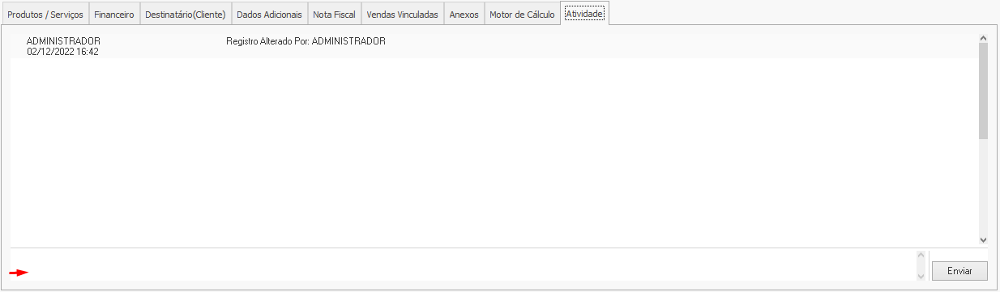 Produtos / Serviços Financeiro Destinatário(Cliente) Dados Adicionais Nota Fiscal Vendas Vinculadas Anexos Motor de Cálculo Atividade
ADMINISTRADOR Registro Alterado Por: ADMINISTRADOR
02/12/2022 16:42
Enviar